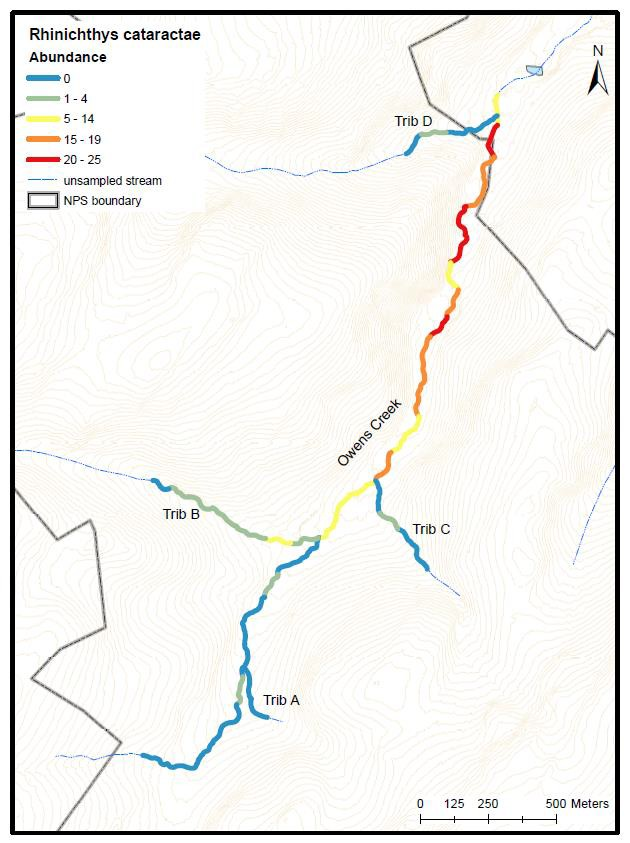 Rhinichthys cataractae
Abundance
0
1 - 4
5 - 14
15 - 19
20 - 25
unsampled stream
NPS boundary
N
Trib D
Owens Creek
Trib B
Trib C
Trib A
0 125 250 500 Meters